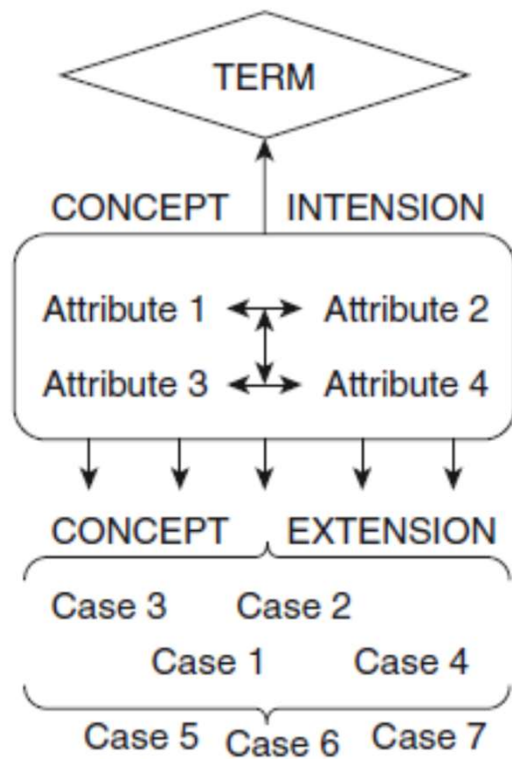 TERM
CONCEPT INTENSION
Attribute 1 Attribute 2
Attribute 3 Attribute 4
CONCEPT EXTENSION
Case 3 Case 2
Case 1 Case 4
Case 5 Case 6 Case 7